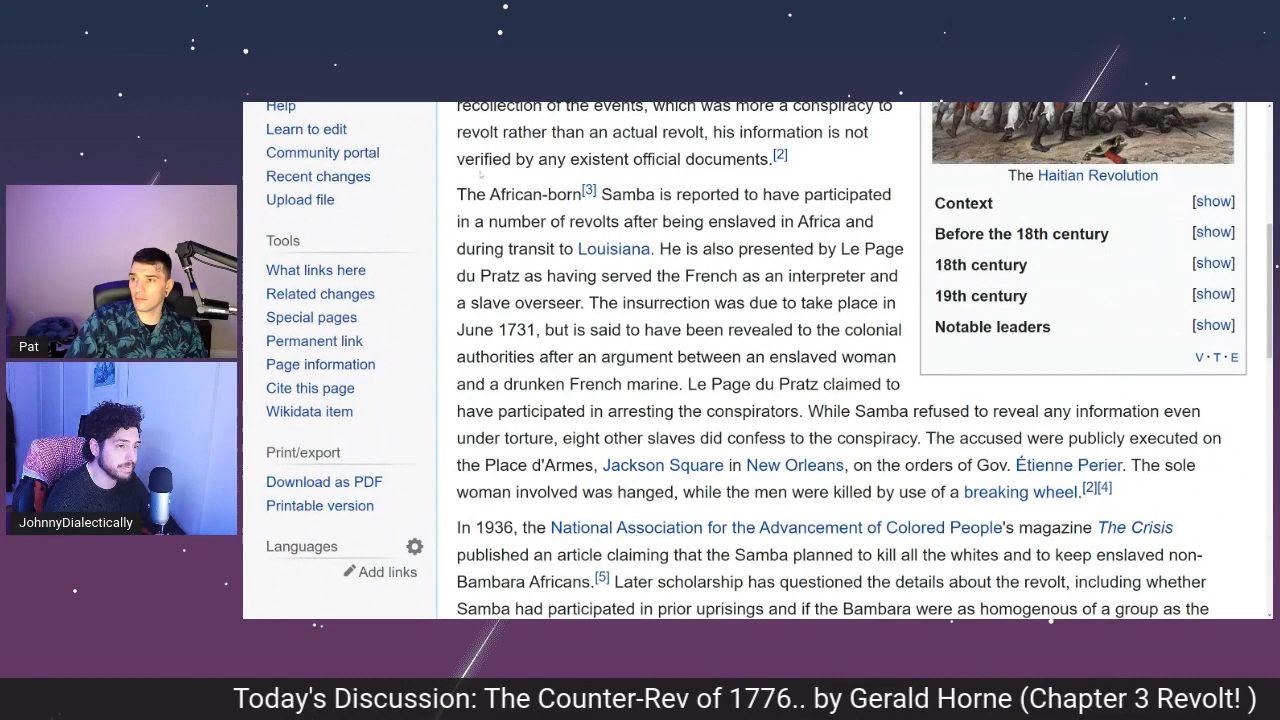 Help
Learn to edit
Community portal
Recent changes
Upload file
Tools
What links here
Related changes
Special pages
Permanent link
Page information
Cite this page
Wikidata item
Print/export
Download as PDF
Printable version
Languages
Add links
recollection of the events, which was more a conspiracy to
revolt rather than an actual revolt, his information is not
verified by any existent official documents.[2]
The African-born[3] Samba is reported to have participated
in a number of revolts after being enslaved in Africa and
during transit to Louisiana. He is also presented by Le Page
du Pratz as having served the French as an interpreter and
a slave overseer. The insurrection was due to take place in
June 1731, but is said to have been revealed to the colonial
authorities after an argument between an enslaved woman
and a drunken French marine. Le Page du Pratz claimed to
have participated in arresting the conspirators. While Samba refused to reveal any information even
under torture, eight other slaves did confess to the conspiracy. The accused were publicly executed on
the Place d'Armes, Jackson Square in New Orleans, on the orders of Gov. Étienne Perier. The sole
woman involved was hanged, while the men were killed by use of a breaking wheel.[2][4]
In 1936, the National Association for the Advancement of Colored People's magazine The Crisis
published an article claiming that the Samba planned to kill all the whites and to keep enslaved non-
Bambara Africans.[5] Later scholarship has questioned the details about the revolt, including whether
Samba had participated in prior uprisings and if the Bambara were as homogenous of a group as the
The Haitian Revolution
Context [show]
Before the 18th century [show]
18th century [show]
19th century [show]
Notable leaders [show]
V·T·E
Pat
JohnnyDialectically
Today's Discussion: The Counter-Rev of 1776.. by Gerald Horne (Chapter 3 Revolt! )